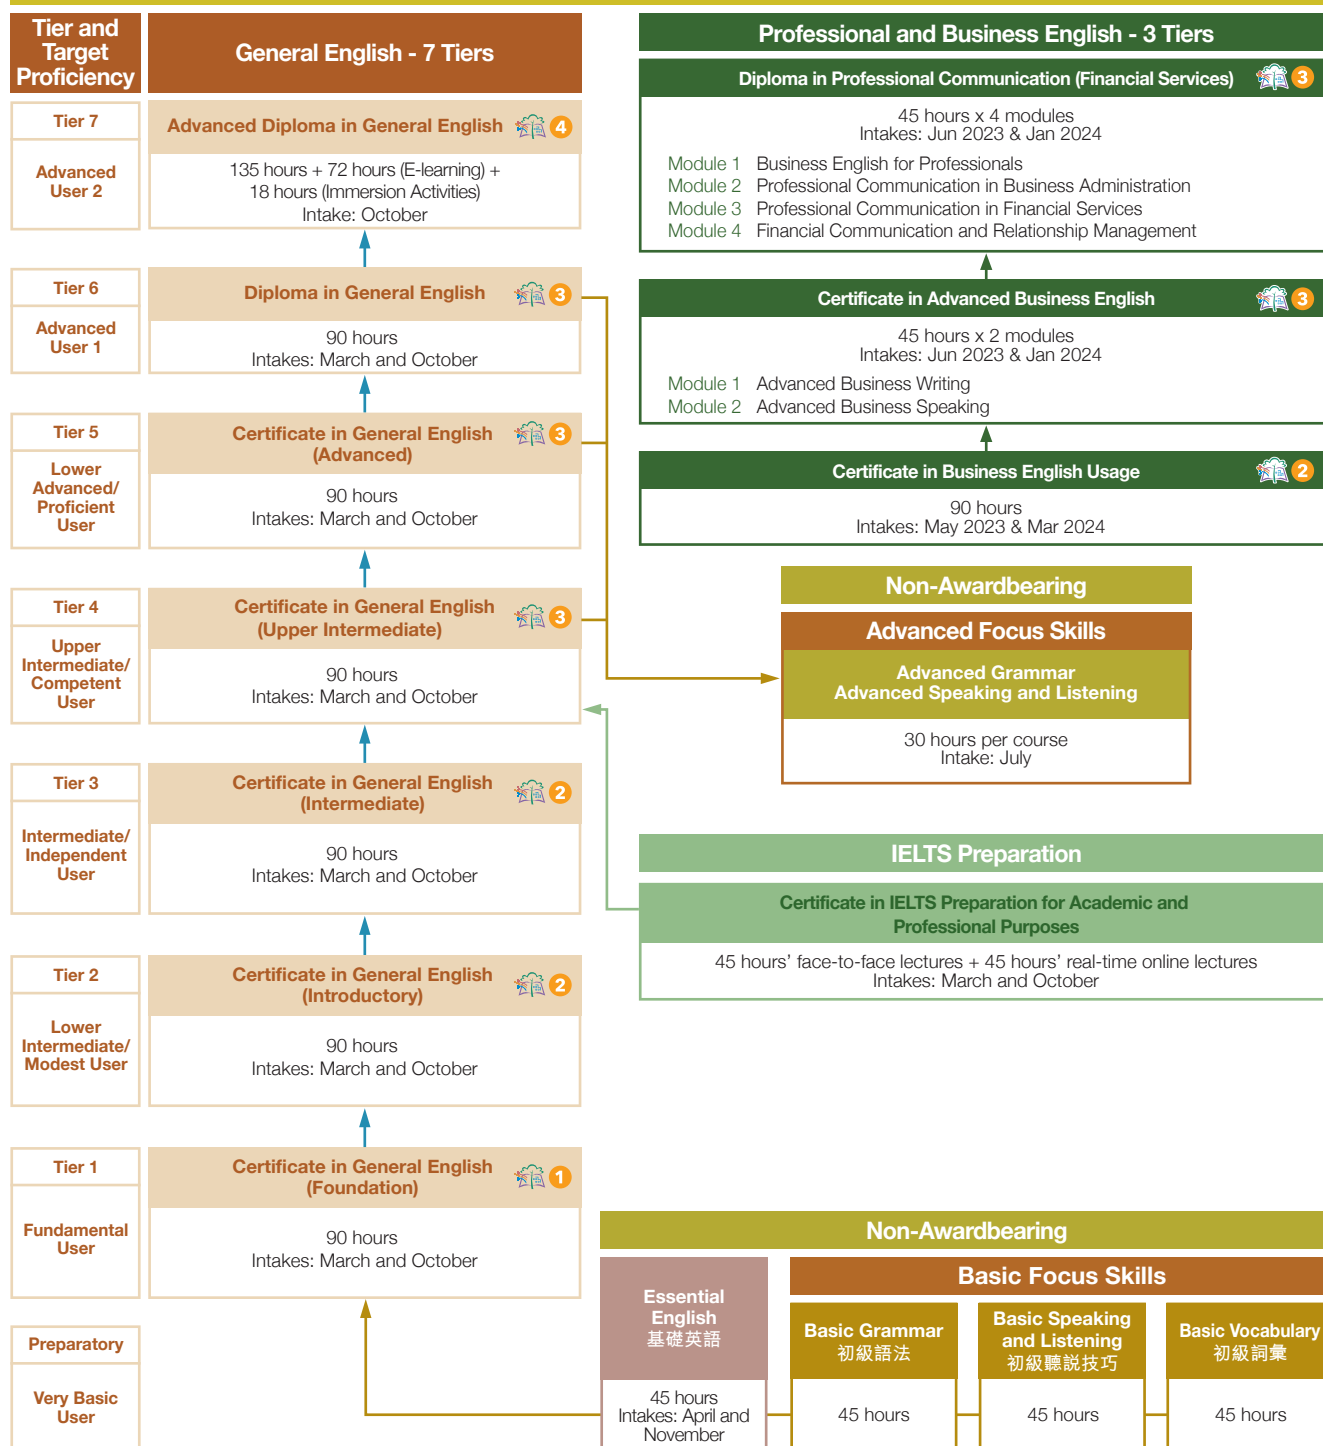 Tier and
Target
Proficiency
General English - 7 Tiers
Tier 7
Advanced
User 2
Advanced Diploma in General English 4
135 hours + 72 hours (E-learning) +
18 hours (Immersion Activities)
Intake: October
Tier 6
Advanced
User 1
Diploma in General English 3
90 hours
Intakes: March and October
Tier 5
Lower
Advanced/
Proficient
User
Certificate in General English 3
(Advanced)
90 hours
Intakes: March and October
Tier 4
Upper
Intermediate/
Competent
User
Certificate in General English 3
(Upper Intermediate)
90 hours
Intakes: March and October
Tier 3
Intermediate/
Independent
User
Certificate in General English 2
(Intermediate)
90 hours
Intakes: March and October
Tier 2
Lower
Intermediate/
Modest User
Certificate in General English 2
(Introductory)
90 hours
Intakes: March and October
Tier 1
Fundamental
User
Certificate in General English 1
(Foundation)
90 hours
Intakes: March and October
Preparatory
Very Basic
User
Professional and Business English - 3 Tiers
Diploma in Professional Communication (Financial Services) 3
45 hours x 4 modules
Intakes: Jun 2023 & Jan 2024
Module 1 Business English for Professionals
Module 2 Professional Communication in Business Administration
Module 3 Professional Communication in Financial Services
Module 4 Financial Communication and Relationship Management
Certificate in Advanced Business English 3
45 hours x 2 modules
Intakes: Jun 2023 & Jan 2024
Module 1 Advanced Business Writing
Module 2 Advanced Business Speaking
Certificate in Business English Usage 2
90 hours
Intakes: May 2023 & Mar 2024
Non-Awardbearing
Advanced Focus Skills
Advanced Grammar
Advanced Speaking and Listening
30 hours per course
Intake: July
IELTS Preparation
Certificate in IELTS Preparation for Academic and
Professional Purposes
45 hours' face-to-face lectures + 45 hours' real-time online lectures
Intakes: March and October
Non-Awardbearing
Essential
English
基礎英語
45 hours
Intakes: April and
November
Basic Focus Skills
Basic Grammar
初級語法
45 hours
Basic Speaking
and Listening
初級聽説技巧
45 hours
Basic Vocabulary
初級詞彙
45 hours